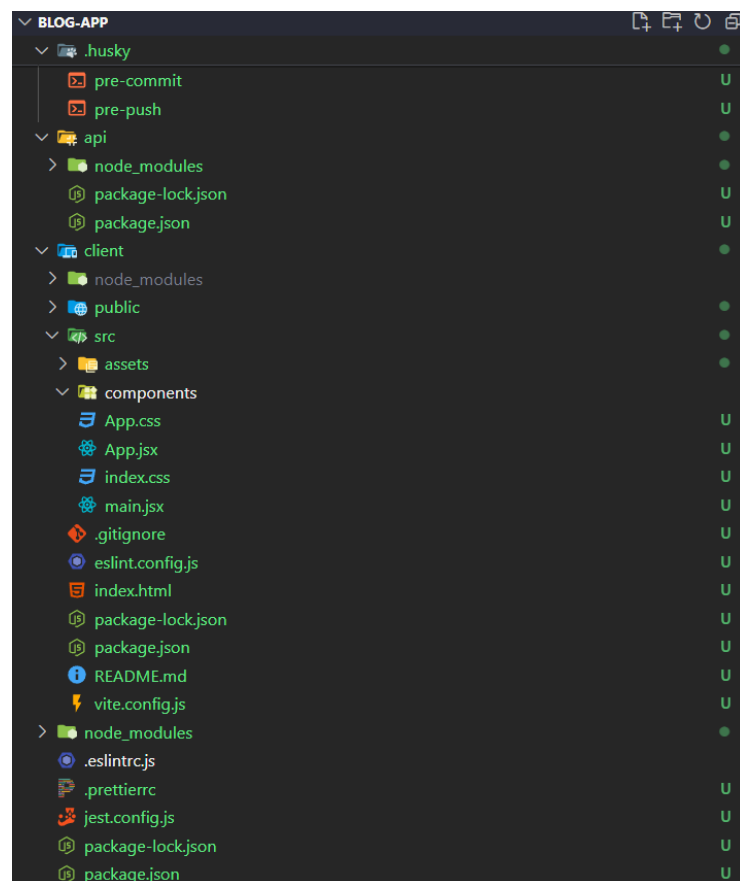 BLOG-APP
.husky
pre-commit U
pre-push U
api
node_modules
package-lock.json U
package.json U
client
node_modules
public
src
assets
components
App.css U
App.jsx U
index.css U
main.jsx U
.gitignore U
eslint.config.js U
index.html U
package-lock.json U
package.json U
README.md U
vite.config.js U
node_modules
.eslintrc.js
.prettierrc U
jest.config.js U
package-lock.json U
package.json U